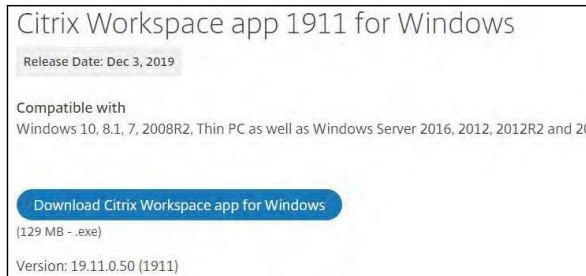 Citrix Workspace app 1911 for Windows
Release Date: Dec 3, 2019
Compatible with
Windows 10, 8.1, 7, 2008R2, Thin PC as well as Windows Server 2016, 2012, 2012R2 and
Download Citrix Workspace app for Windows
(129 MB - .exe)
Version: 19.11.0.50 (1911)